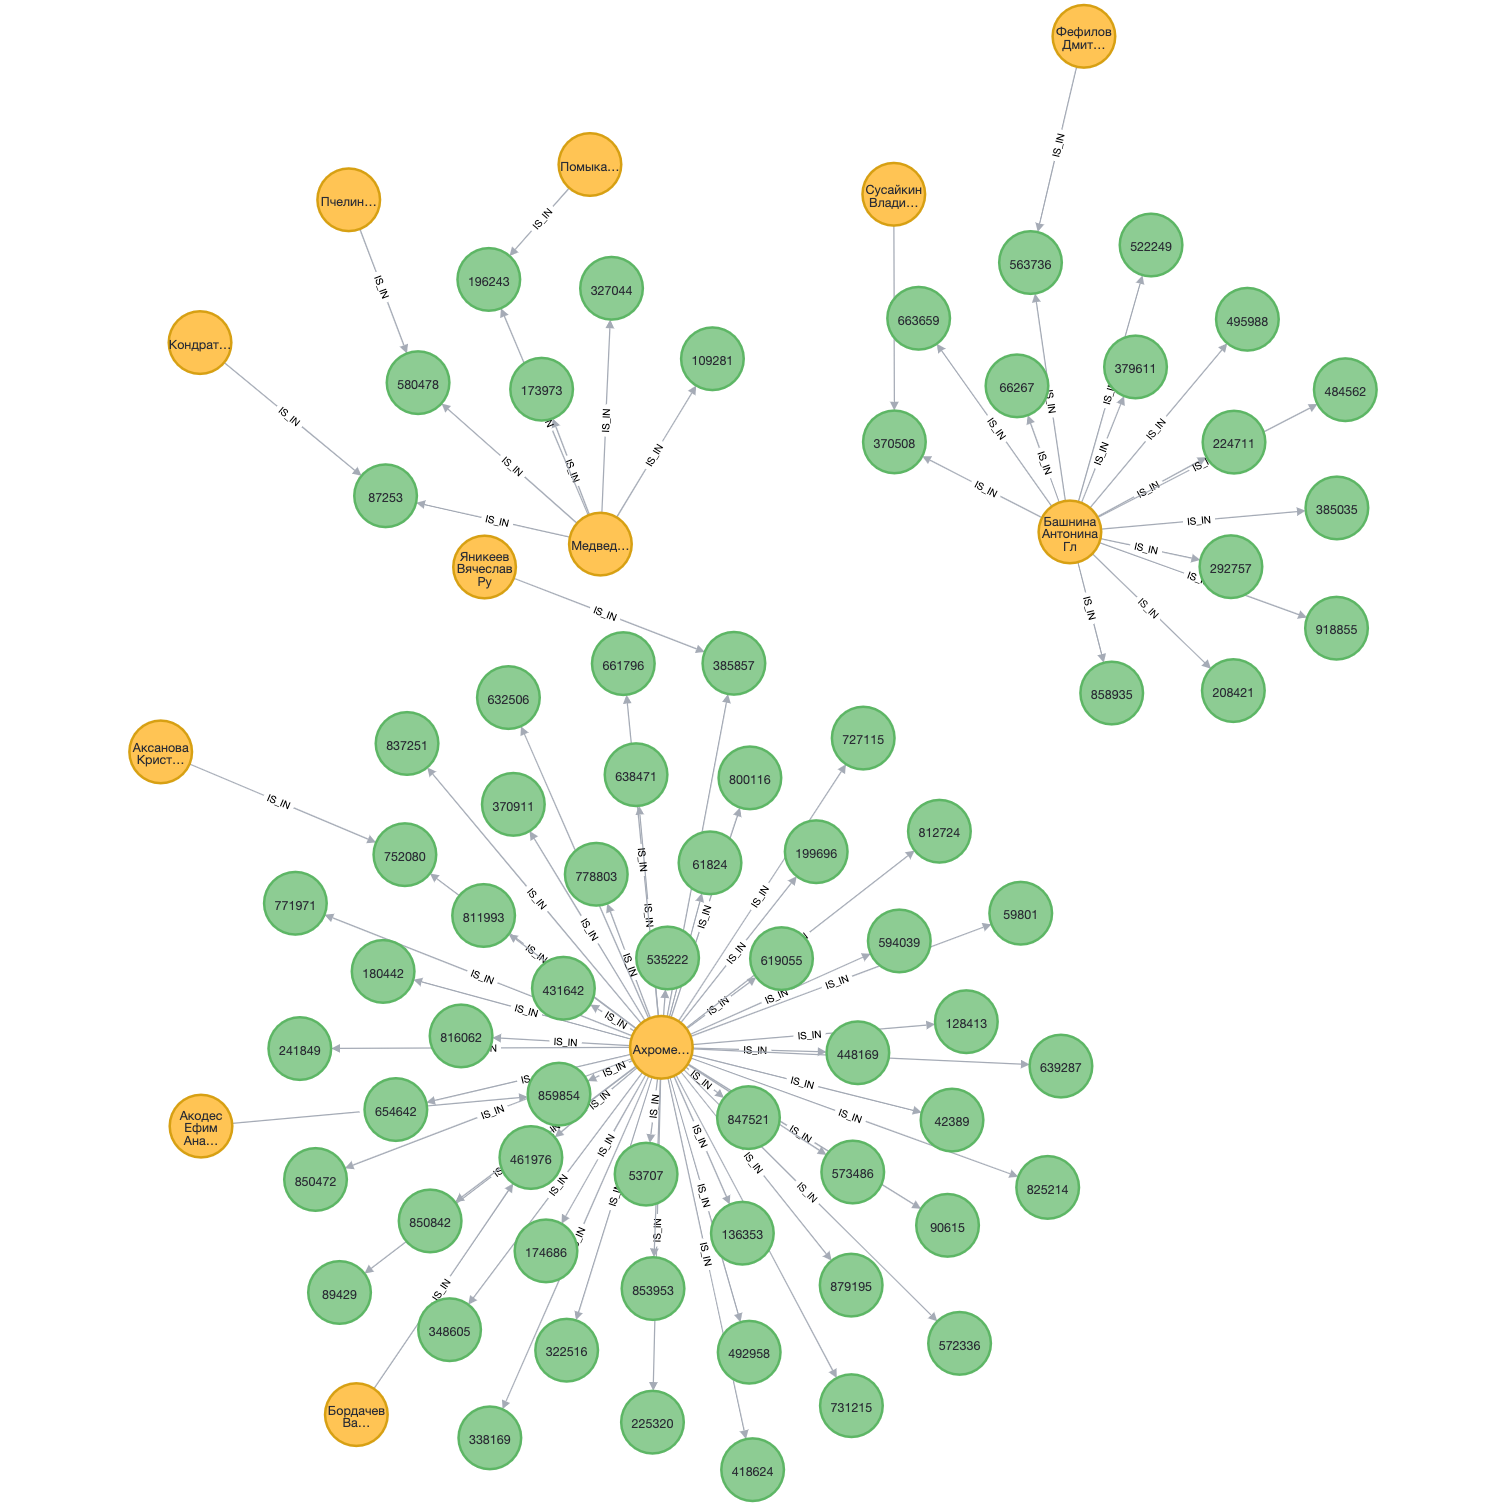 Фефилов
Дмит…
IS_IN
Помыка…
IS_IN
Пчелин…
IS_IN
Сусайкин
Влади…
522249
563736
196243
327044
663659
495988
Кондрат…
109281
379611
580478
173973
66267
484562
IS_IN
IS_IN
IS_IN
IS_IN
IS_IN
IS_IN
224711
370508
IS_IN
IS_IN
IS_IN
IS_IN
IS_IN
IS_IN
IS_IN
87253
385035
IS_IN
IS_IN
Башнина
Антонина
Гл
Медвед…
IS_IN
Яникеев
Вячеслав
Ру
292757
IS_IN
IS_IN
IS_IN
918855
661796
385857
858935
208421
632506
727115
837251
Аксанова
Крист…
638471
800116
IS_IN
370911
812724
752080
199696
61824
778803
IS_IN
771971
811993
IS_IN
IS_IN
59801
IS_IN
IS_IN
IS_IN
594039
IS_IN
IS_IN
180442
535222
619055
IS_IN
IS_IN
431642
IS_IN
IS_IN
IS_IN
IS_IN
IS_IN
128413
816062
IS_IN
IS_IN
241849
Ахроме…
IS_IN
448169
639287
IS_IN
IS_IN
IS_IN
859854
654642
IS_IN
IS_IN
IS_IN
IS_IN
Акодес
Ефим
Ана…
847521
42389
IS_IN
IS_IN
IS_IN
461976
IS_IN
53707
573486
850472
825214
IS_IN
IS_IN
IS_IN
850842
90615
IS_IN
136353
174686
IS_IN
879195
853953
89429
IS_IN
348605
572336
322516
492958
731215
Бордачев
Ва…
225320
338169
418624